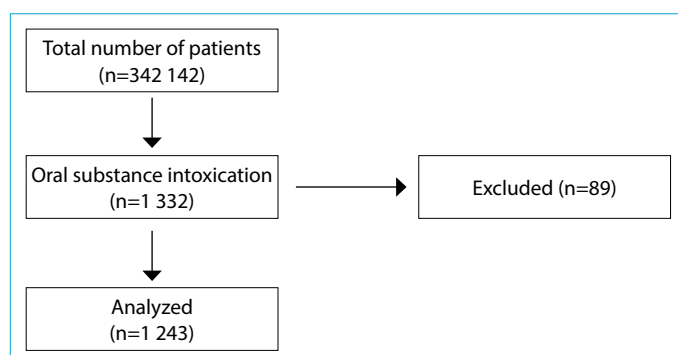 Total number of patients
(n=342 142)
Oral substance intoxication
(n=1 332)
Excluded (n=89)
Analyzed
(n=1 243)